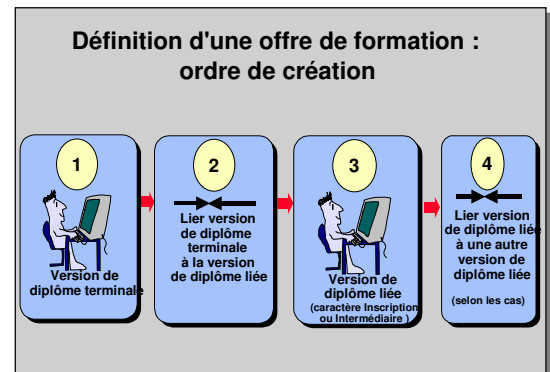 Définition d'une offre de formation :
ordre de création
1
Version de
diplôme terminale
2
Lier version
de diplôme
terminale
à la version
de diplôme liée
3
Version de
diplôme liée
(caractère Inscription
ou Intermédiaire )
4
Lier version
de diplôme liée
à une autre
version de
diplôme liée
(selon les cas)